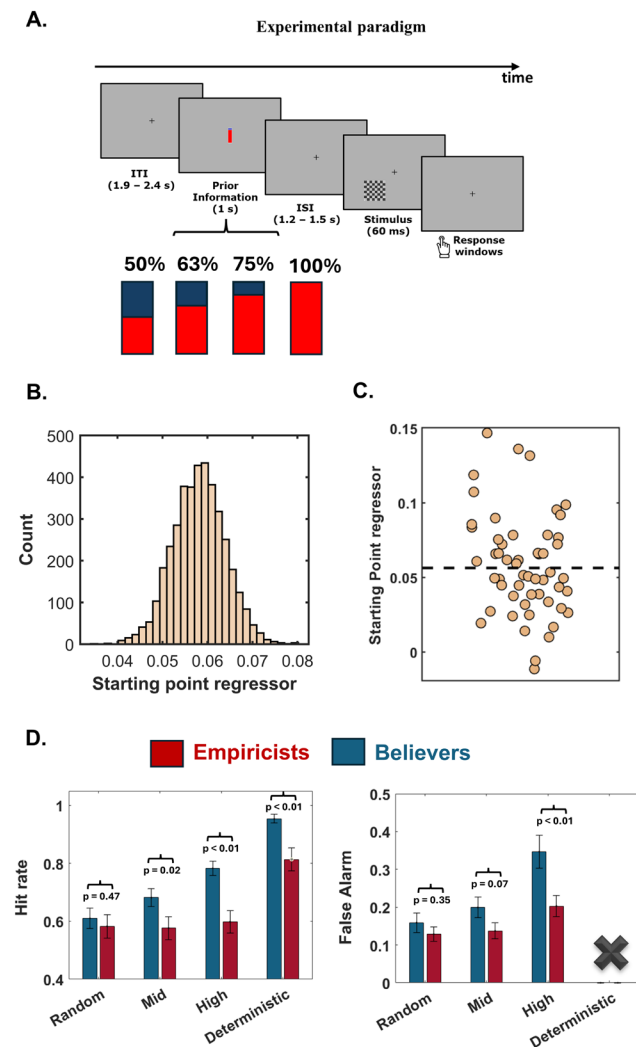 A.
Experimental paradigm
time
ITI
(1.9 – 2.4 s)
Prior
Information
(1 s)
ISI
(1.2 – 1.5 s)
Stimulus
(60 ms)
Response
windows
50% 63% 75% 100%
B.
500
400
300
200
100
0
Count
0.04 0.05 0.06 0.07 0.08
Starting point regressor
C.
0.15
0.1
0.05
0
Starting Point regressor
D.
Empiricists Believers
1
0.8
0.6
0.4
Hit rate
p = 0.47
p = 0.02
p < 0.01
p < 0.01
Random Mid High Deterministic
0.5
0.4
0.3
0.2
0.1
0
False Alarm
p = 0.35
p = 0.07
p < 0.01
Random Mid High Deterministic